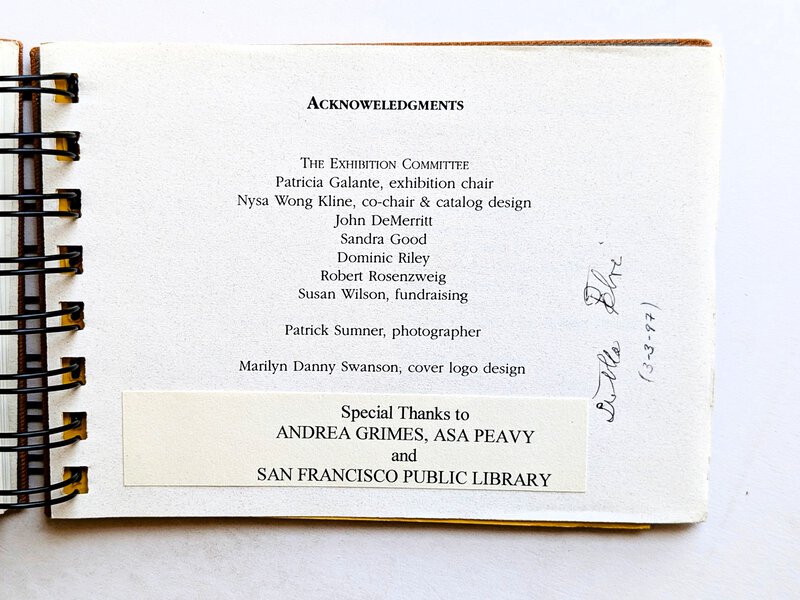 ACKNOWELEDGMENTS
THE EXHIBITION COMMITTEE
Patricia Galante, exhibition chair
Nysa Wong Kline, co-chair & catalog design
John DeMerritt
Sandra Good
Dominic Riley
Robert Rosenzweig
Susan Wilson, fundraising
Patrick Sumner, photographer
Marilyn Danny Swanson, cover logo design
Special Thanks to
ANDREA GRIMES, ASA PEAVY
and
SAN FRANCISCO PUBLIC LIBRARY
(3-3-97)